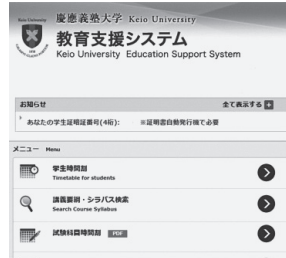 Keio University
慶應義塾大学 Keio University
教育支援システム
Keio University Education Support System
お知らせ 全て表示する
あなたの学生証暗証番号(4桁): ※証明書自動発行機で必要
メニュー Menu
学生時間割
Timetable for students
講義要綱・シラバス検索
Search Course Syllabus
試験科目時間割 PDF